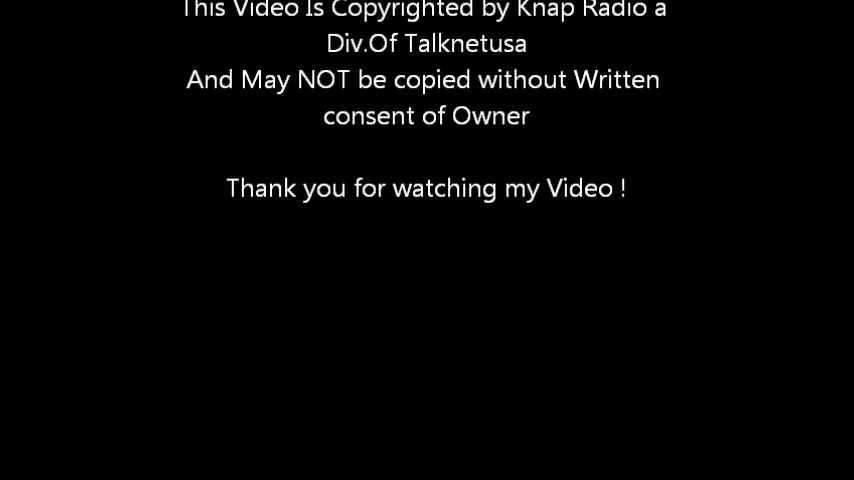 This Video Is Copyrighted by Knap Radio a
Div.Of Talknetusa
And May NOT be copied without Written
consent of Owner
Thank you for watching my Video !